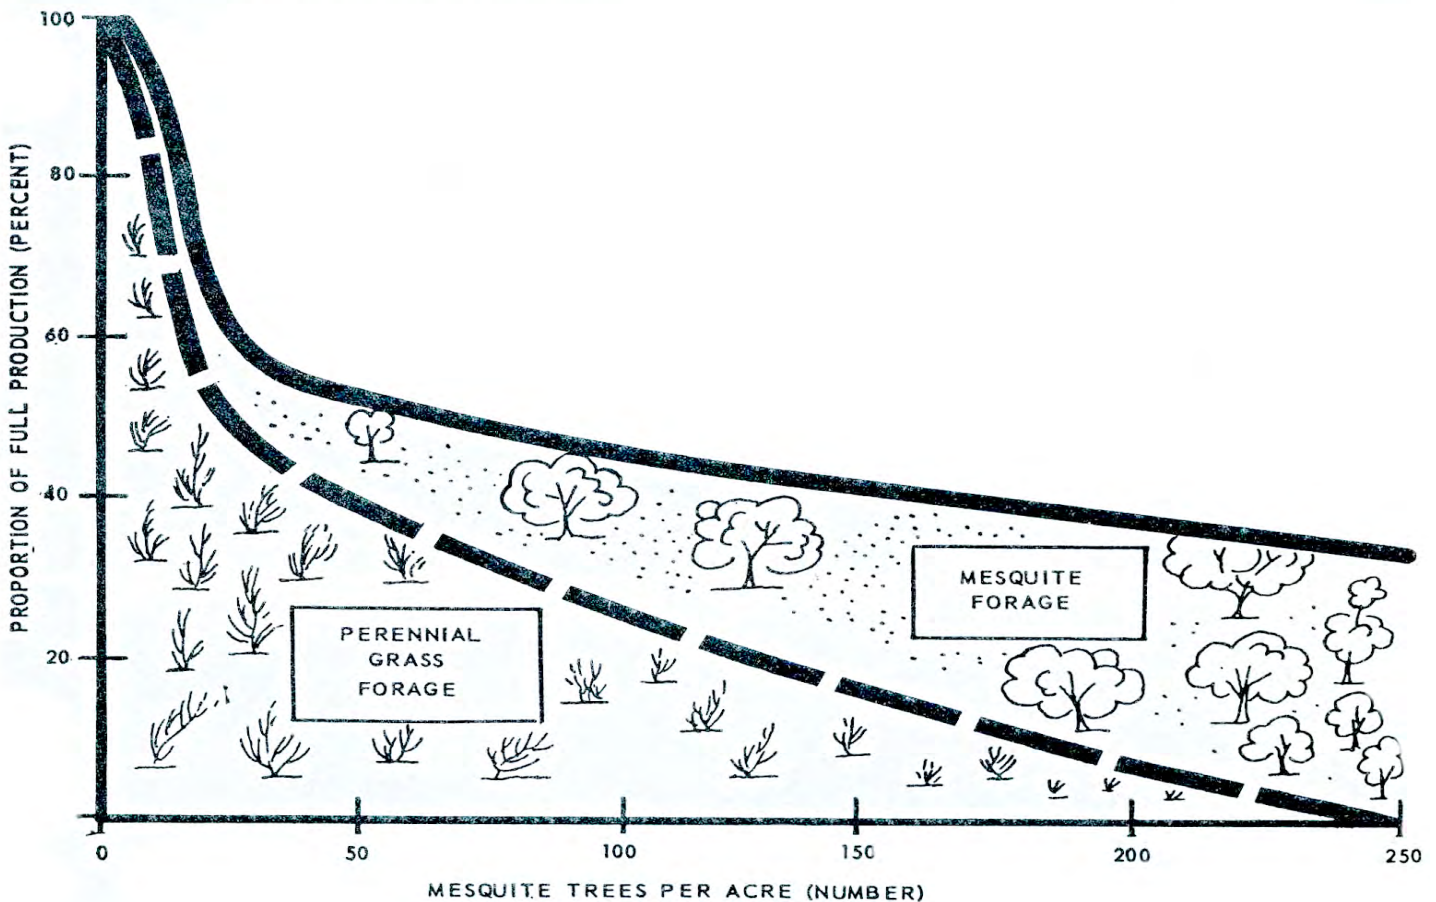 100
80
60
40
20
PROPORTION OF FULL PRODUCTION (PERCENT)
MESQUITE
FORAGE
PERENNIAL
GRASS
FORAGE
0
50
100
150
200
250
MESQUITE TREES PER ACRE (NUMBER)